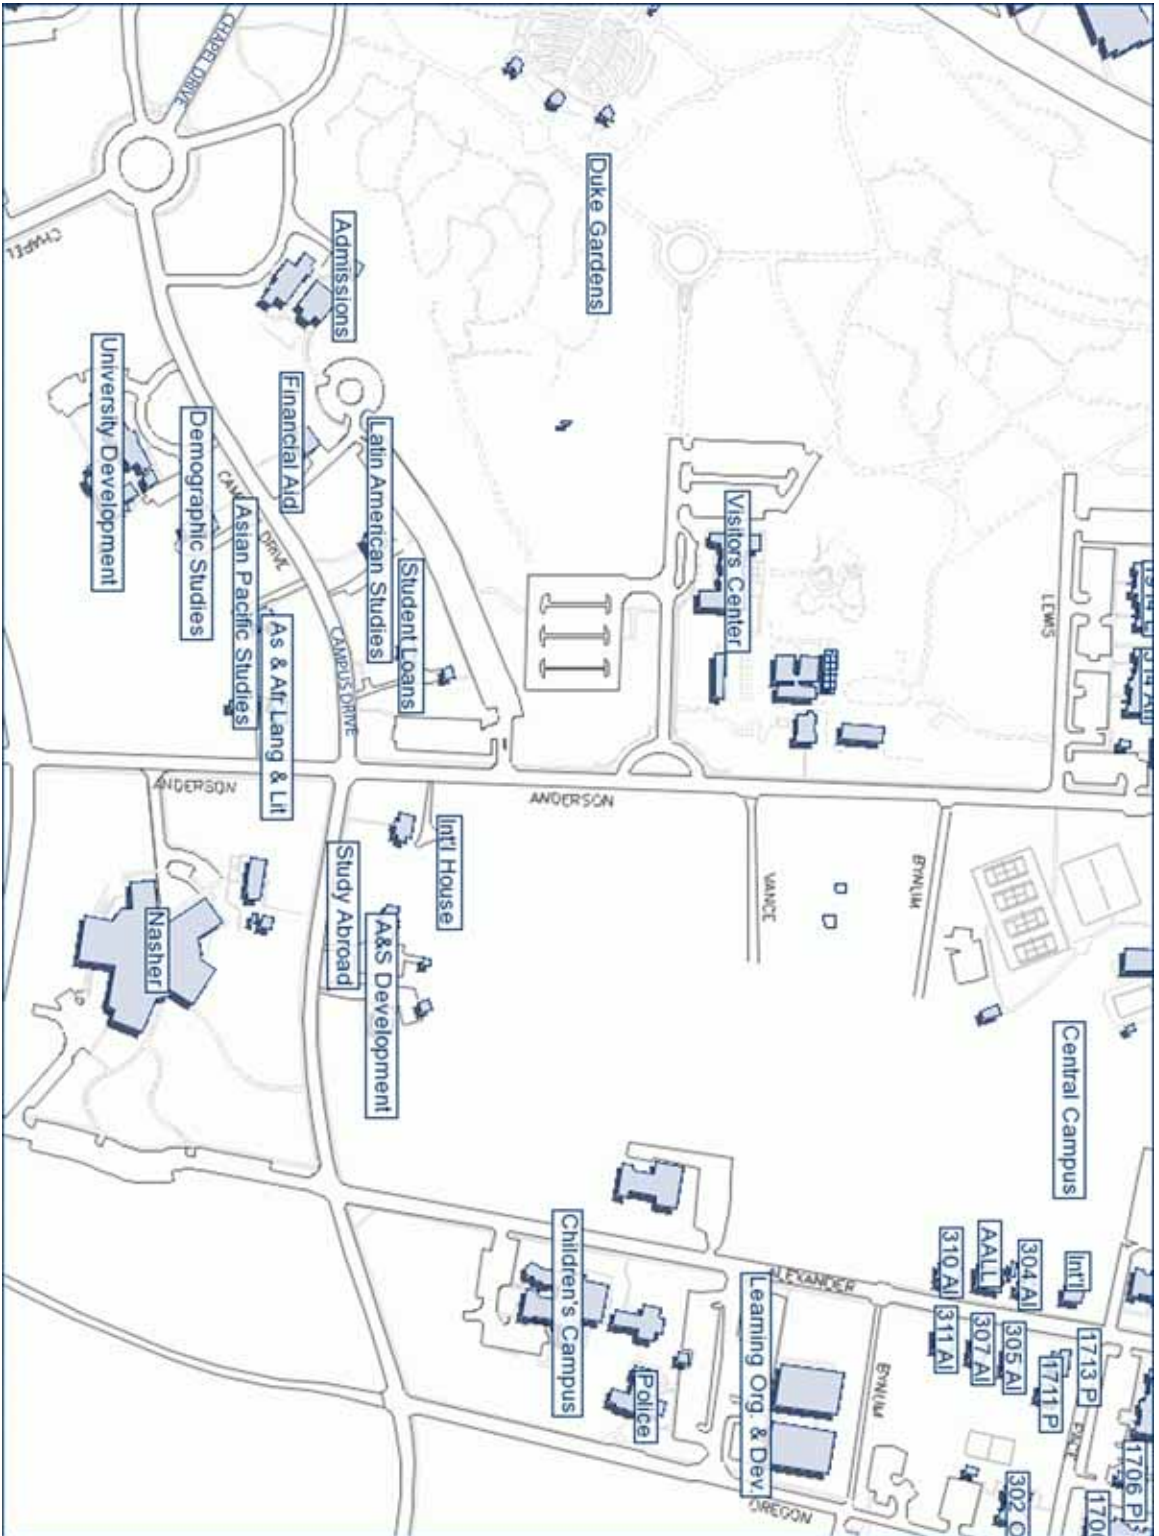 CHAPEL DRIVE
CHAPEL
Duke Gardens
Admissions
University Development
Financial Aid
Demographic Studies
Latin American Studies
CAMPUS DRIVE
DRIVE
Asian Pacific Studies
Student Loans
As & Afr Lang & Lit
Visitors Center
LEWIS
ANDERSON
ANDERSON
Int'l House
Study Abroad
A&S Development
Nasher
VANCE
BYNUM
Central Campus
Children's Campus
Police
Learning Org. & Dev.
ALEXANDER
310 Al
AALL
304 Al
Int'l
311 Al
307 Al
305 Al
1711 P
1713 P
BYNUM
PACE
1706 P
302 O
170
OREGON